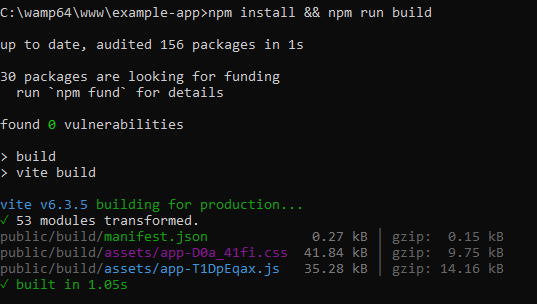 C:\wamp64\www\example-app>npm install && npm run build
up to date, audited 156 packages in 1s
30 packages are looking for funding
  run `npm fund` for details
found 0 vulnerabilities
> build
> vite build
vite v6.3.5 building for production...
✓ 53 modules transformed.
public/build/manifest.json              0.27 kB │ gzip:  0.15 kB
public/build/assets/app-D0a_41fi.css   41.84 kB │ gzip:  9.75 kB
public/build/assets/app-T1DpEqax.js    35.28 kB │ gzip: 14.16 kB
✓ built in 1.05s